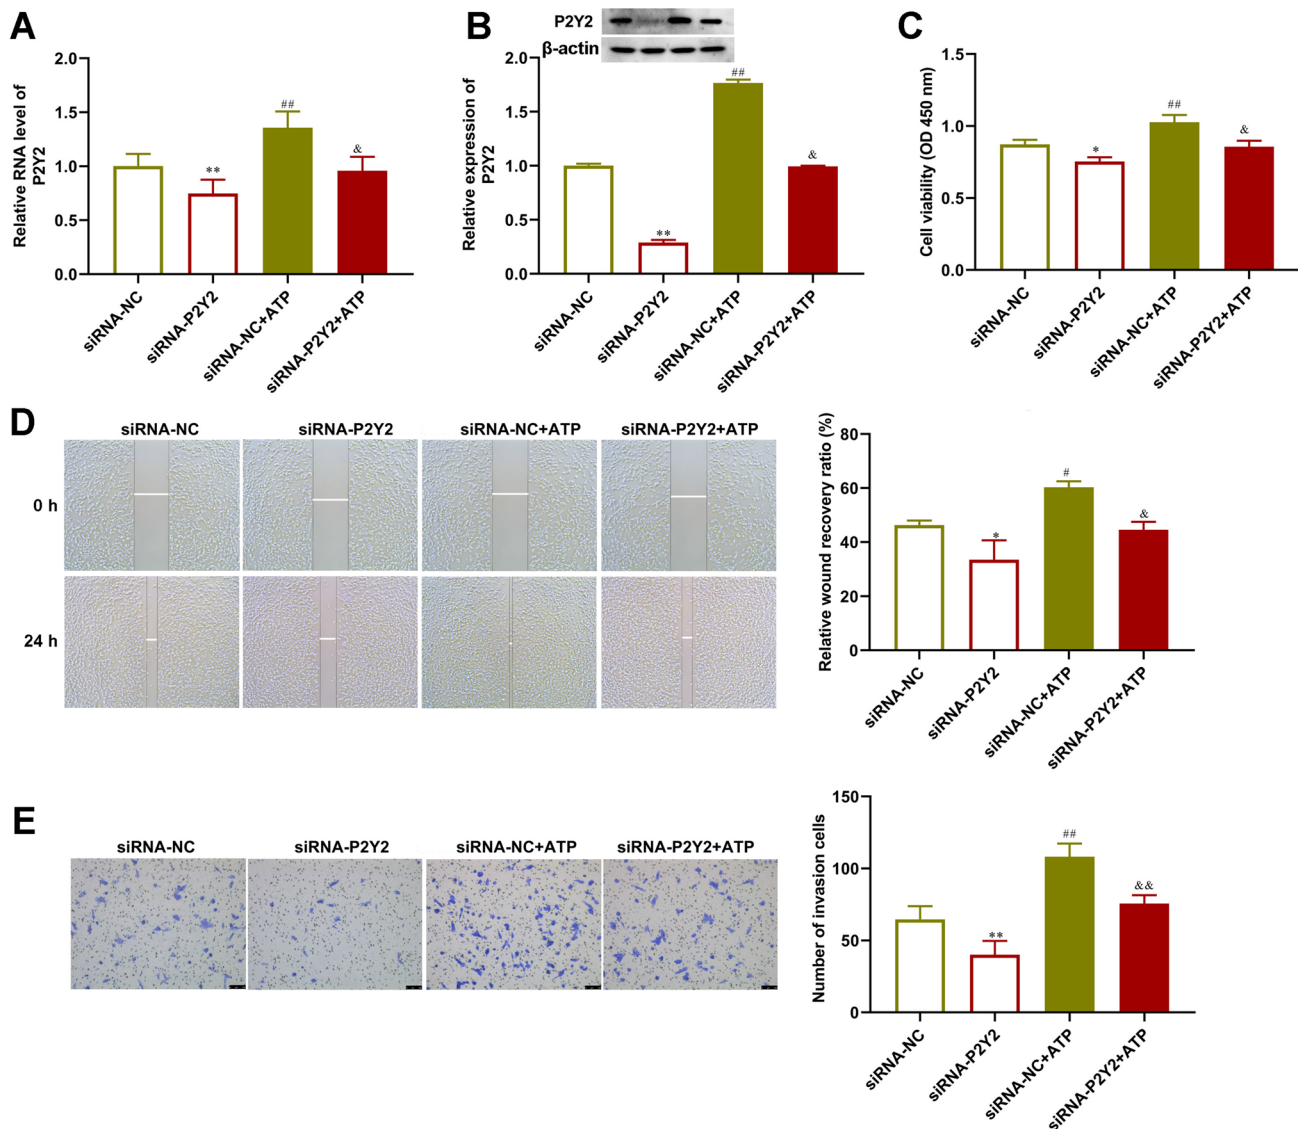 A
Relative RNA level of
P2Y2
2.0
1.5
1.0
0.5
0.0
**
##
&
siRNA-NC
siRNA-P2Y2
siRNA-NC+ATP
siRNA-P2Y2+ATP
B
P2Y2
β-actin
Relative expression of
P2Y2
2.0
1.5
1.0
0.5
0.0
**
##
&
siRNA-NC
siRNA-P2Y2
siRNA-NC+ATP
siRNA-P2Y2+ATP
C
Cell viability (OD 450 nm)
1.5
1.0
0.5
0.0
*
##
&
siRNA-NC
siRNA-P2Y2
siRNA-NC+ATP
siRNA-P2Y2+ATP
D
siRNA-NC
siRNA-P2Y2
siRNA-NC+ATP
siRNA-P2Y2+ATP
0 h
24 h
Relative wound recovery ratio (%)
80
60
40
20
0
*
#
&
siRNA-NC
siRNA-P2Y2
siRNA-NC+ATP
siRNA-P2Y2+ATP
E
siRNA-NC
siRNA-P2Y2
siRNA-NC+ATP
siRNA-P2Y2+ATP
Number of invasion cells
150
100
50
0
**
##
&&
siRNA-NC
siRNA-P2Y2
siRNA-NC+ATP
siRNA-P2Y2+ATP